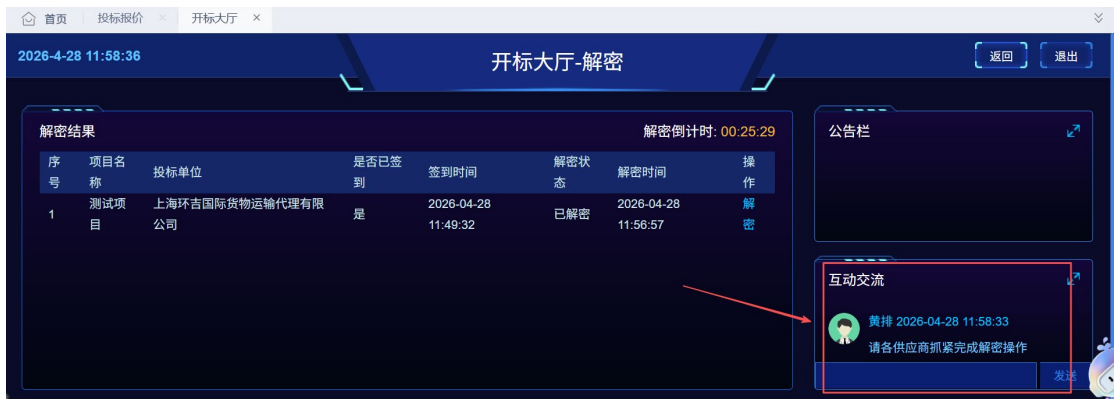 首页 投标报价 开标大厅
2026-4-28 11:58:36
开标大厅-解密
返回 退出
解密结果
解密倒计时: 00:25:29
序号 项目名称 投标单位 是否已签到 签到时间 解密状态 解密时间 操作
1 测试项目 上海环吉国际货物运输代理有限公司 是 2026-04-28 11:49:32 已解密 2026-04-28 11:56:57 解密
公告栏
互动交流
黄排 2026-04-28 11:58:33
请各供应商抓紧完成解密操作
发送